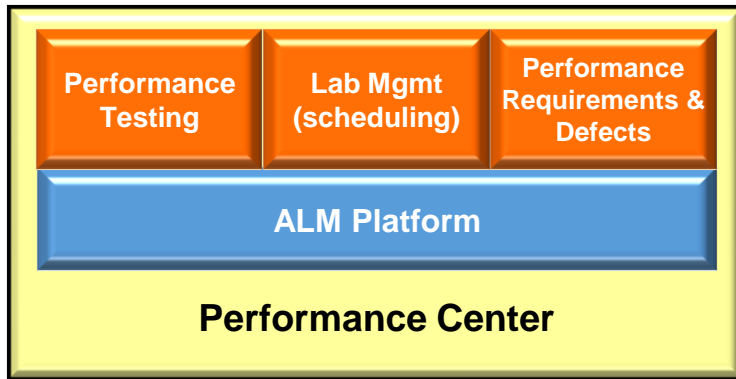 Performance
Testing
Lab Mgmt
(scheduling)
Performance
Requirements &
Defects
ALM Platform
Performance Center